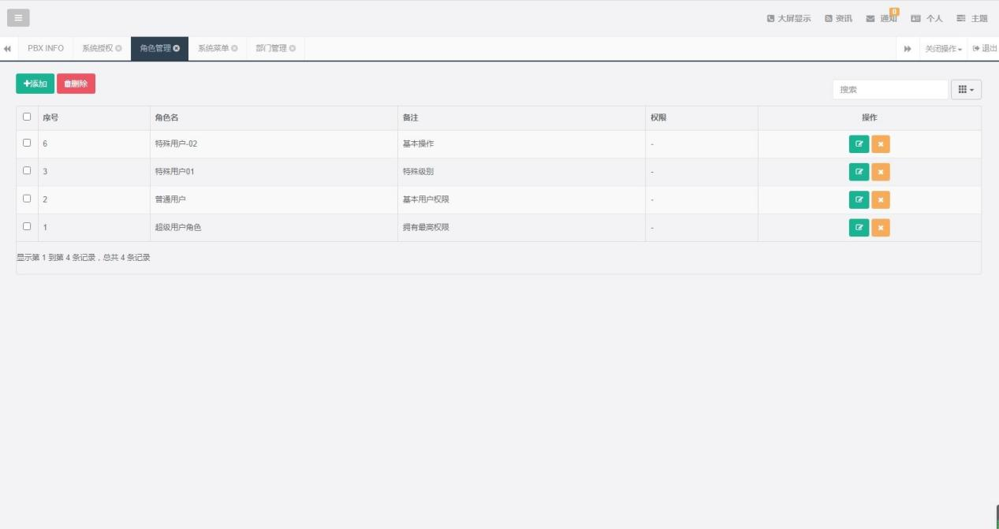 大屏显示 资讯 通知 0 个人 主题
PBX INFO 系统授权 角色管理 系统菜单 部门管理 关闭操作 退出
添加 删除
搜索
序号 角色名 备注 权限 操作
6 特殊用户-02 基本操作 -
3 特殊用户01 特殊级别 -
2 普通用户 基本用户权限 -
1 超级用户角色 拥有最高权限 -
显示第 1 到第 4 条记录，总共 4 条记录